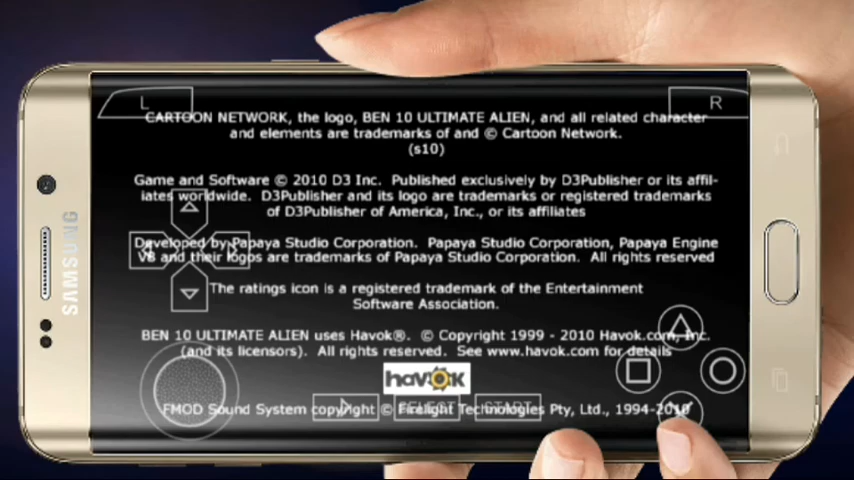 L
R
CARTOON NETWORK, the logo, BEN 10 ULTIMATE ALIEN, and all related character
and elements are trademarks of and © Cartoon Network.
(s10)
Game and Software © 2010 D3 Inc. Published exclusively by D3Publisher or its affil-
iates worldwide. D3Publisher and its logo are trademarks or registered trademarks
of D3Publisher of America, Inc., or its affiliates
Developed by Papaya Studio Corporation. Papaya Studio Corporation, Papaya Engine
V8 and their logos are trademarks of Papaya Studio Corporation. All rights reserved
The ratings icon is a registered trademark of the Entertainment
Software Association.
BEN 10 ULTIMATE ALIEN uses Havok®. © Copyright 1999 - 2010 Havok.com, Inc.
(and its licensors). All rights reserved. See www.havok.com for details
havok
SELECT START
FMOD Sound System copyright © Firelight Technologies Pty, Ltd., 1994-2010
SAMSUNG